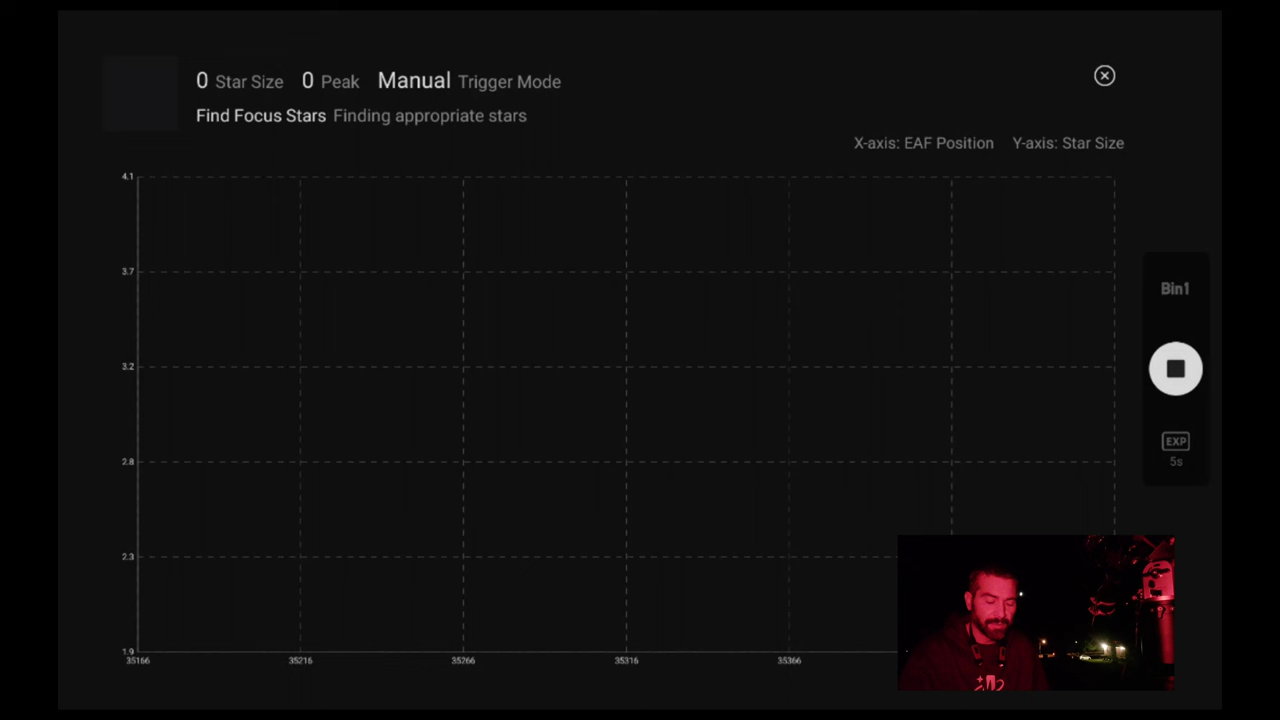 0 Star Size 0 Peak Manual Trigger Mode
Find Focus Stars Finding appropriate stars
X-axis: EAF Position Y-axis: Star Size
4.1
3.7
3.2
2.8
2.3
1.9
35166 35216 35266 35316 35366
Bin1
EXP
5s